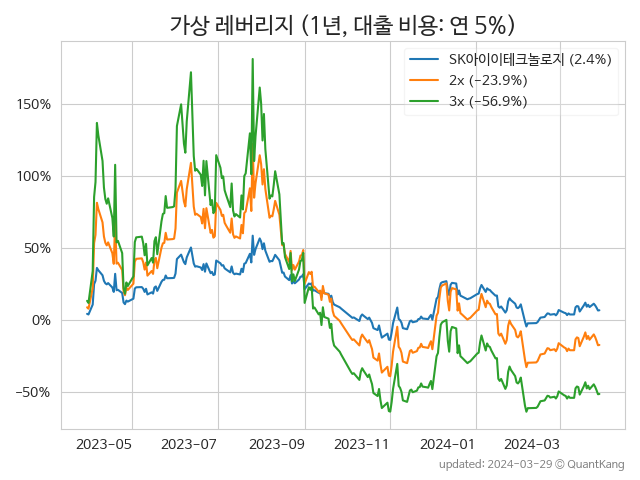 가상 레버리지 (1년, 대출 비용: 연 5%)
SK아이이테크놀로지 (2.4%)
2x (−23.9%)
3x (−56.9%)
150%
100%
50%
0%
−50%
2023−05 2023−07 2023−09 2023−11 2024−01 2024−03
updated: 2024−03−29 © QuantKang